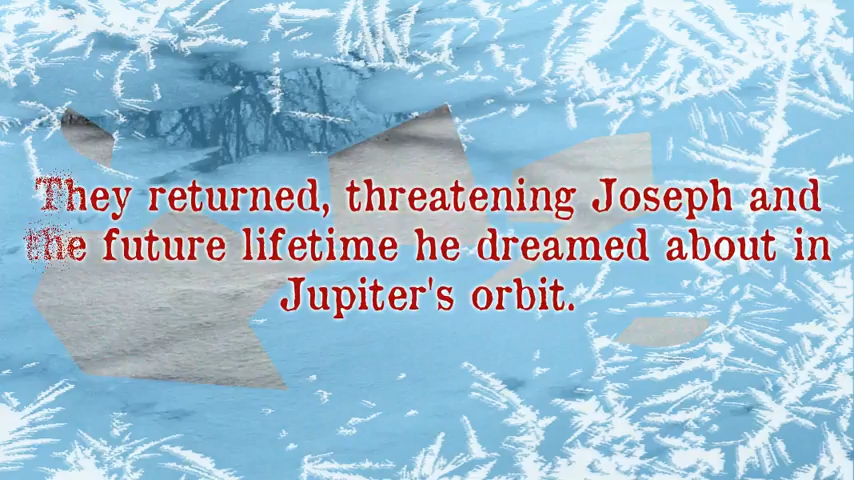 They returned, threatening Joseph and
the future lifetime he dreamed about in
Jupiter's orbit.